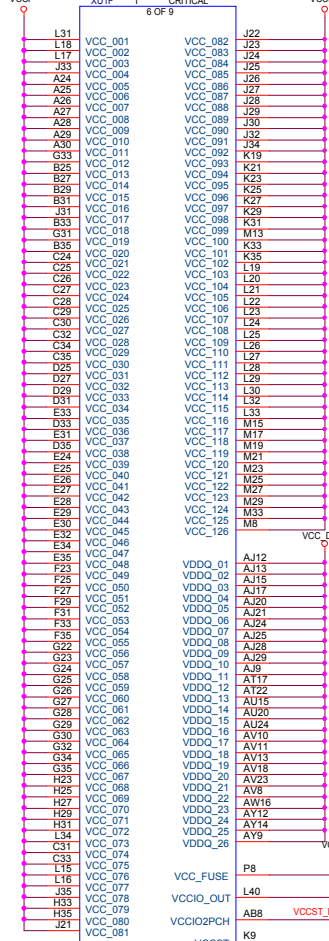 XU1F 1 CRITICAL
6 OF 9
L31 VCC_001 VCC_082 J22
L18 VCC_002 VCC_083 J23
L17 VCC_003 VCC_084 J24
J33 VCC_004 VCC_085 J25
A24 VCC_005 VCC_086 J26
A25 VCC_006 VCC_087 J27
A26 VCC_007 VCC_088 J28
A27 VCC_008 VCC_089 J29
A28 VCC_009 VCC_090 J30
A29 VCC_010 VCC_091 J32
A30 VCC_011 VCC_092 J34
G33 VCC_012 VCC_093 K19
B25 VCC_013 VCC_094 K21
B27 VCC_014 VCC_095 K23
B29 VCC_015 VCC_096 K25
B31 VCC_016 VCC_097 K27
J31 VCC_017 VCC_098 K29
B33 VCC_018 VCC_099 K31
G31 VCC_019 VCC_100 M13
B35 VCC_020 VCC_101 K33
C24 VCC_021 VCC_102 K35
C25 VCC_022 VCC_103 L19
C26 VCC_023 VCC_104 L20
C27 VCC_024 VCC_105 L21
C28 VCC_025 VCC_106 L22
C29 VCC_026 VCC_107 L23
C30 VCC_027 VCC_108 L24
C32 VCC_028 VCC_109 L25
C34 VCC_029 VCC_110 L26
C35 VCC_030 VCC_111 L27
D25 VCC_031 VCC_112 L28
D27 VCC_032 VCC_113 L29
D29 VCC_033 VCC_114 L30
D31 VCC_034 VCC_115 L32
E33 VCC_035 VCC_116 L33
D33 VCC_036 VCC_117 M15
E31 VCC_037 VCC_118 M17
D35 VCC_038 VCC_119 M19
E24 VCC_039 VCC_120 M21
E25 VCC_040 VCC_121 M23
E26 VCC_041 VCC_122 M25
E27 VCC_042 VCC_123 M27
E28 VCC_043 VCC_124 M29
E29 VCC_044 VCC_125 M33
E30 VCC_045 VCC_126 M8
E32 VCC_046
E34 VCC_047
E35 VCC_048 VDDQ_01 AJ12
F23 VCC_049 VDDQ_02 AJ13
F25 VCC_050 VDDQ_03 AJ15
F27 VCC_051 VDDQ_04 AJ17
F29 VCC_052 VDDQ_05 AJ20
F31 VCC_053 VDDQ_06 AJ21
F33 VCC_054 VDDQ_07 AJ24
F35 VCC_055 VDDQ_08 AJ25
G22 VCC_056 VDDQ_09 AJ28
G23 VCC_057 VDDQ_10 AJ29
G24 VCC_058 VDDQ_11 AJ9
G25 VCC_059 VDDQ_12 AT17
G26 VCC_060 VDDQ_13 AT22
G27 VCC_061 VDDQ_14 AU15
G28 VCC_062 VDDQ_15 AU20
G29 VCC_063 VDDQ_16 AU24
G30 VCC_064 VDDQ_17 AV10
G32 VCC_065 VDDQ_18 AV11
G34 VCC_066 VDDQ_19 AV13
G35 VCC_067 VDDQ_20 AV18
H23 VCC_068 VDDQ_21 AV23
H25 VCC_069 VDDQ_22 AV8
H27 VCC_070 VDDQ_23 AW16
H29 VCC_071 VDDQ_24 AY12
H31 VCC_072 VDDQ_25 AY14
L34 VCC_073 VDDQ_26 AY9
C31 VCC_074
C33 VCC_075
L15 VCC_076 VCC_FUSE P8
L16 VCC_077
J35 VCC_078 VCCIO_OUT L40
H33 VCC_079
H35 VCC_080 VCCIO2PCH AB8
J21 VCC_081
K9